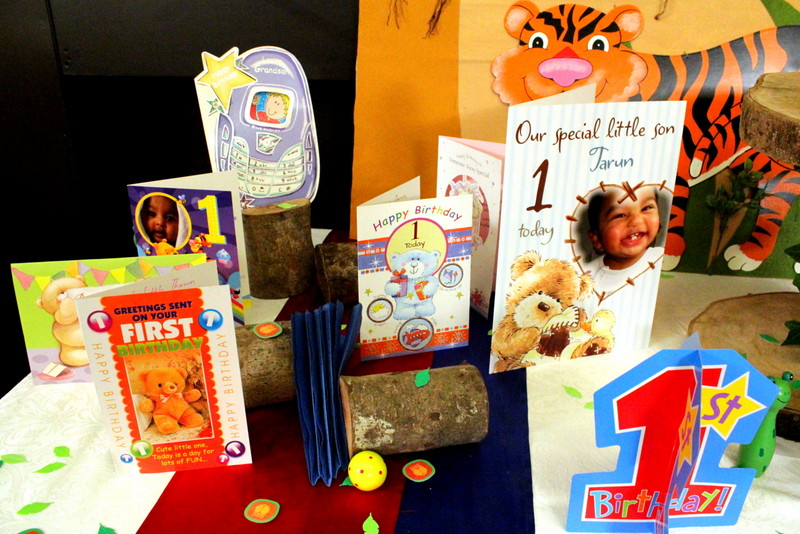 Grandson
Our special little son
Tarun
1
today
1
Happy Birthday
1
Today
GREETINGS SENT
ON YOUR
FIRST
BIRTHDAY
HAPPY BIRTHDAY
HAPPY BIRTHDAY
Cute little one,
Today is a day for
lots of FUN...
1st
st
Birthday!